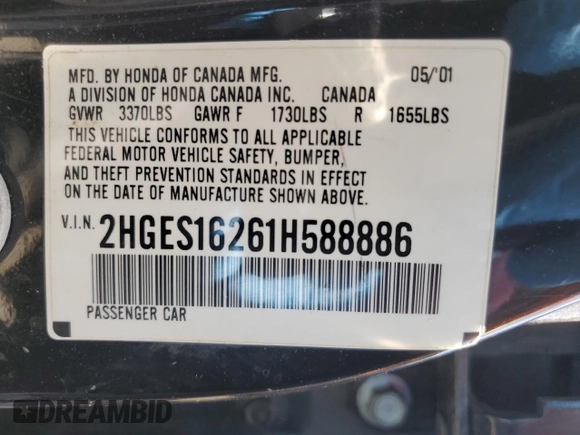 MFD. BY HONDA OF CANADA MFG. 05/'01
A DIVISION OF HONDA CANADA INC. CANADA
GVWR 3370LBS GAWR F 1730LBS R 1655LBS
THIS VEHICLE CONFORMS TO ALL APPLICABLE
FEDERAL MOTOR VEHICLE SAFETY, BUMPER,
AND THEFT PREVENTION STANDARDS IN EFFECT
ON THE DATE OF MANUFACTURE SHOWN ABOVE.
V.I.N. 2HGES16261H588886
PASSENGER CAR
DREAMBID